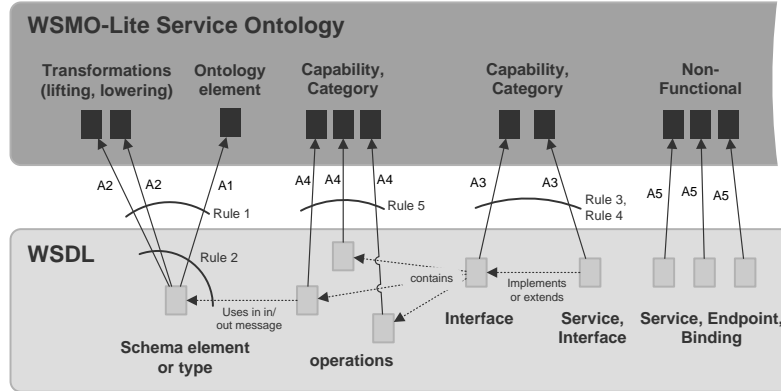 WSMO-Lite Service Ontology
Transformations
(lifting, lowering)
Ontology
element
Capability,
Category
Capability,
Category
Non-
Functional
A2
A2
A1
A4
A4
A4
A3
A3
A5
A5
A5
Rule 1
Rule 5
Rule 3,
Rule 4
WSDL
Rule 2
contains
Uses in in/
out message
Implements
or extends
Schema element
or type
operations
Interface
Service,
Interface
Service, Endpoint,
Binding